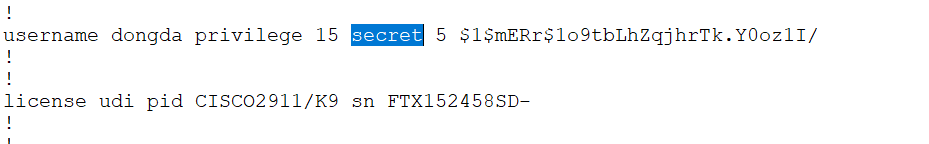 !
username dongda privilege 15 secret 5 $1$mERr$1o9tbLhZqjhrTk.Y0oz1I/
!
!
license udi pid CISCO2911/K9 sn FTX152458SD-
!
!